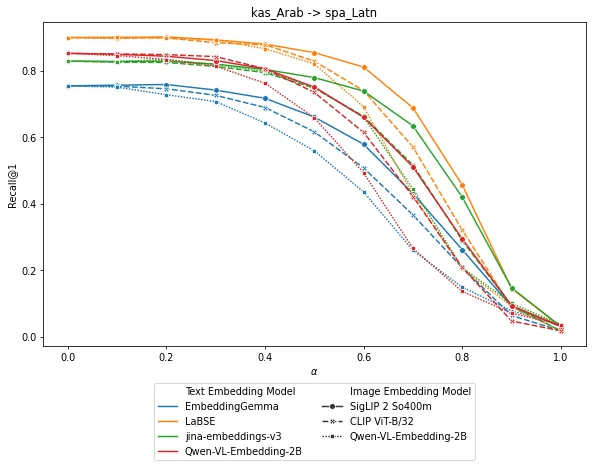 kas_Arab -> spa_Latn
Recall@1
0.8
0.6
0.4
0.2
0.0
0.0 0.2 0.4 0.6 0.8 1.0
α
Text Embedding Model
EmbeddingGemma
LaBSE
jina-embeddings-v3
Qwen-VL-Embedding-2B
Image Embedding Model
SigLIP 2 So400m
CLIP ViT-B/32
Qwen-VL-Embedding-2B